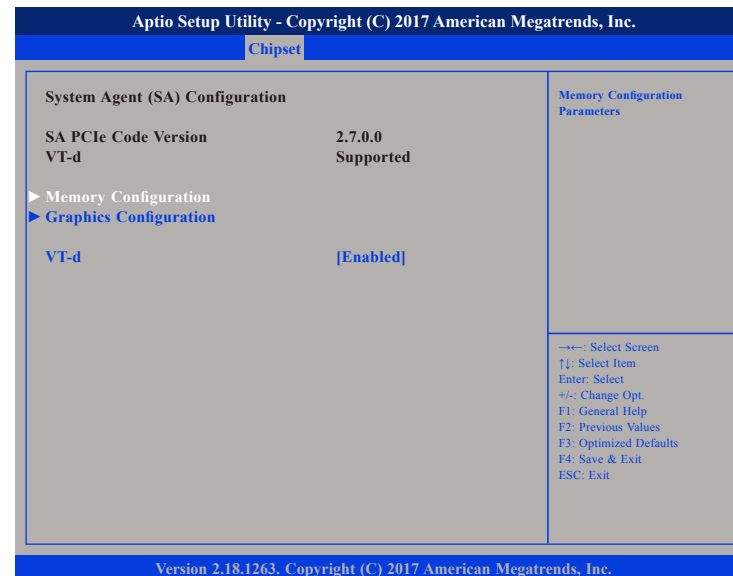 Aptio Setup Utility - Copyright (C) 2017 American Megatrends, Inc.
Chipset
System Agent (SA) Configuration
SA PCIe Code Version 2.7.0.0
VT-d Supported
► Memory Configuration
► Graphics Configuration
VT-d [Enabled]
Memory Configuration
Parameters
→←: Select Screen
↑↓: Select Item
Enter: Select
+/-: Change Opt.
F1: General Help
F2: Previous Values
F3: Optimized Defaults
F4: Save & Exit
ESC: Exit
Version 2.18.1263. Copyright (C) 2017 American Megatrends, Inc.